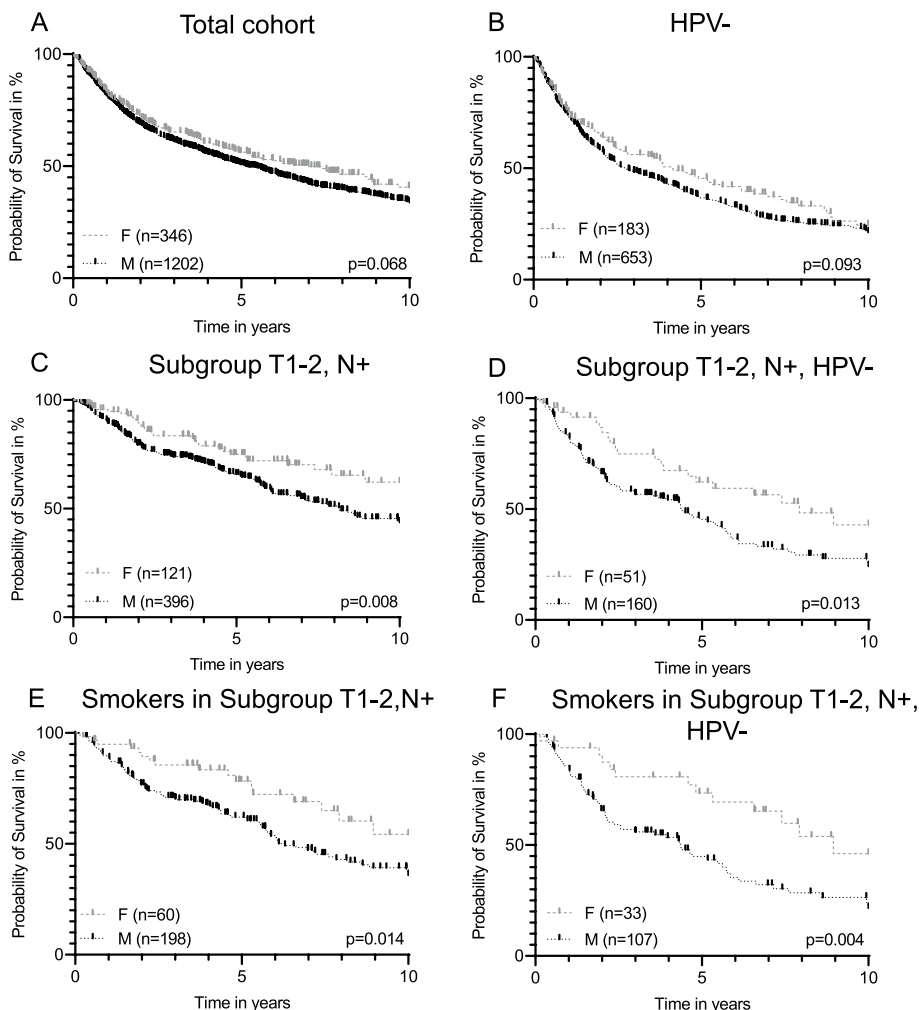 A
Total cohort
Probability of Survival in %
100
50
0
F (n=346)
M (n=1202)
p=0.068
0
5
10
Time in years
B
HPV-
Probability of Survival in %
100
50
0
F (n=183)
M (n=653)
p=0.093
0
5
10
Time in years
C
Subgroup T1-2, N+
Probability of Survival in %
100
50
0
F (n=121)
M (n=396)
p=0.008
0
5
10
Time in years
D
Subgroup T1-2, N+, HPV-
Probability of Survival in %
100
50
0
F (n=51)
M (n=160)
p=0.013
0
5
10
Time in years
E
Smokers in Subgroup T1-2,N+
Probability of Survival in %
100
50
0
F (n=60)
M (n=198)
p=0.014
0
5
10
Time in years
F
Smokers in Subgroup T1-2, N+,
HPV-
Probability of Survival in %
100
50
0
F (n=33)
M (n=107)
p=0.004
0
5
10
Time in years